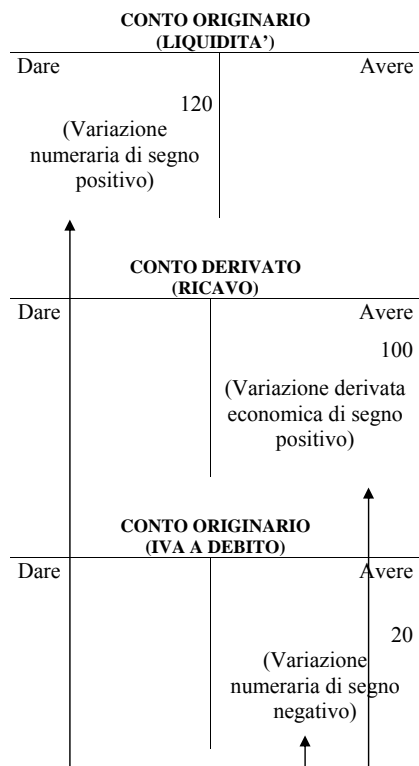 CONTO ORIGINARIO
(LIQUIDITA’)
Dare Avere
120
(Variazione
numeraria di segno
positivo)
CONTO DERIVATO
(RICAVO)
Dare Avere
100
(Variazione derivata
economica di segno
positivo)
CONTO ORIGINARIO
(IVA A DEBITO)
Dare Avere
20
(Variazione
numeraria di segno
negativo)